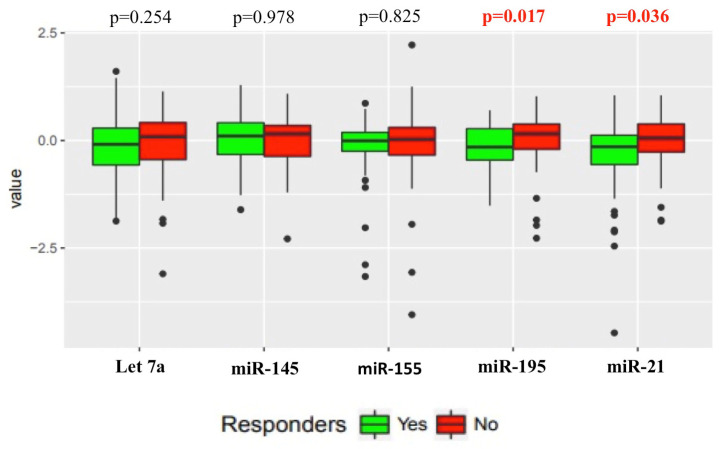 p=0.254 p=0.978 p=0.825 p=0.017 p=0.036
2.5
0.0
−2.5
value
Let 7a miR-145 miR-155 miR-195 miR-21
Responders Yes No